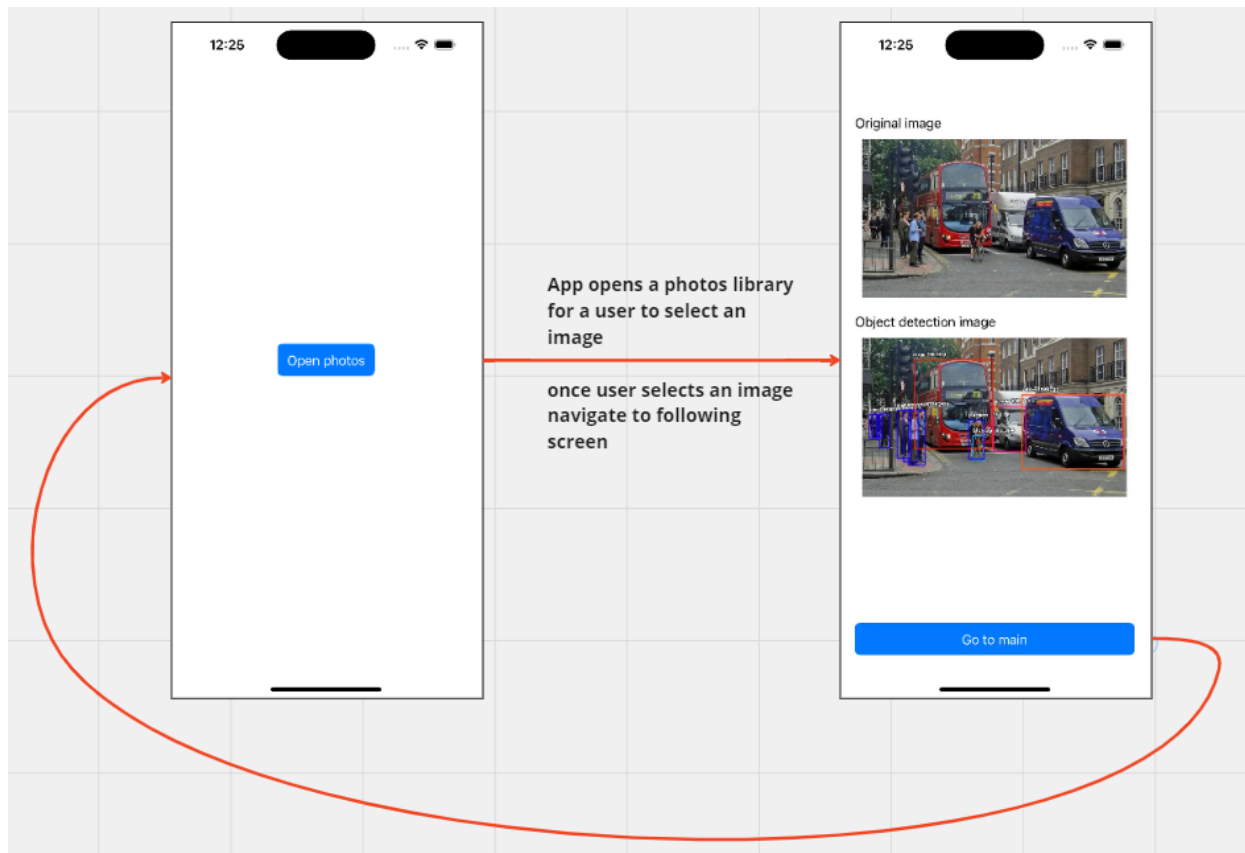 12:25
Open photos
App opens a photos library
for a user to select an
image
once user selects an image
navigate to following
screen
12:25
Original image
Object detection image
Go to main